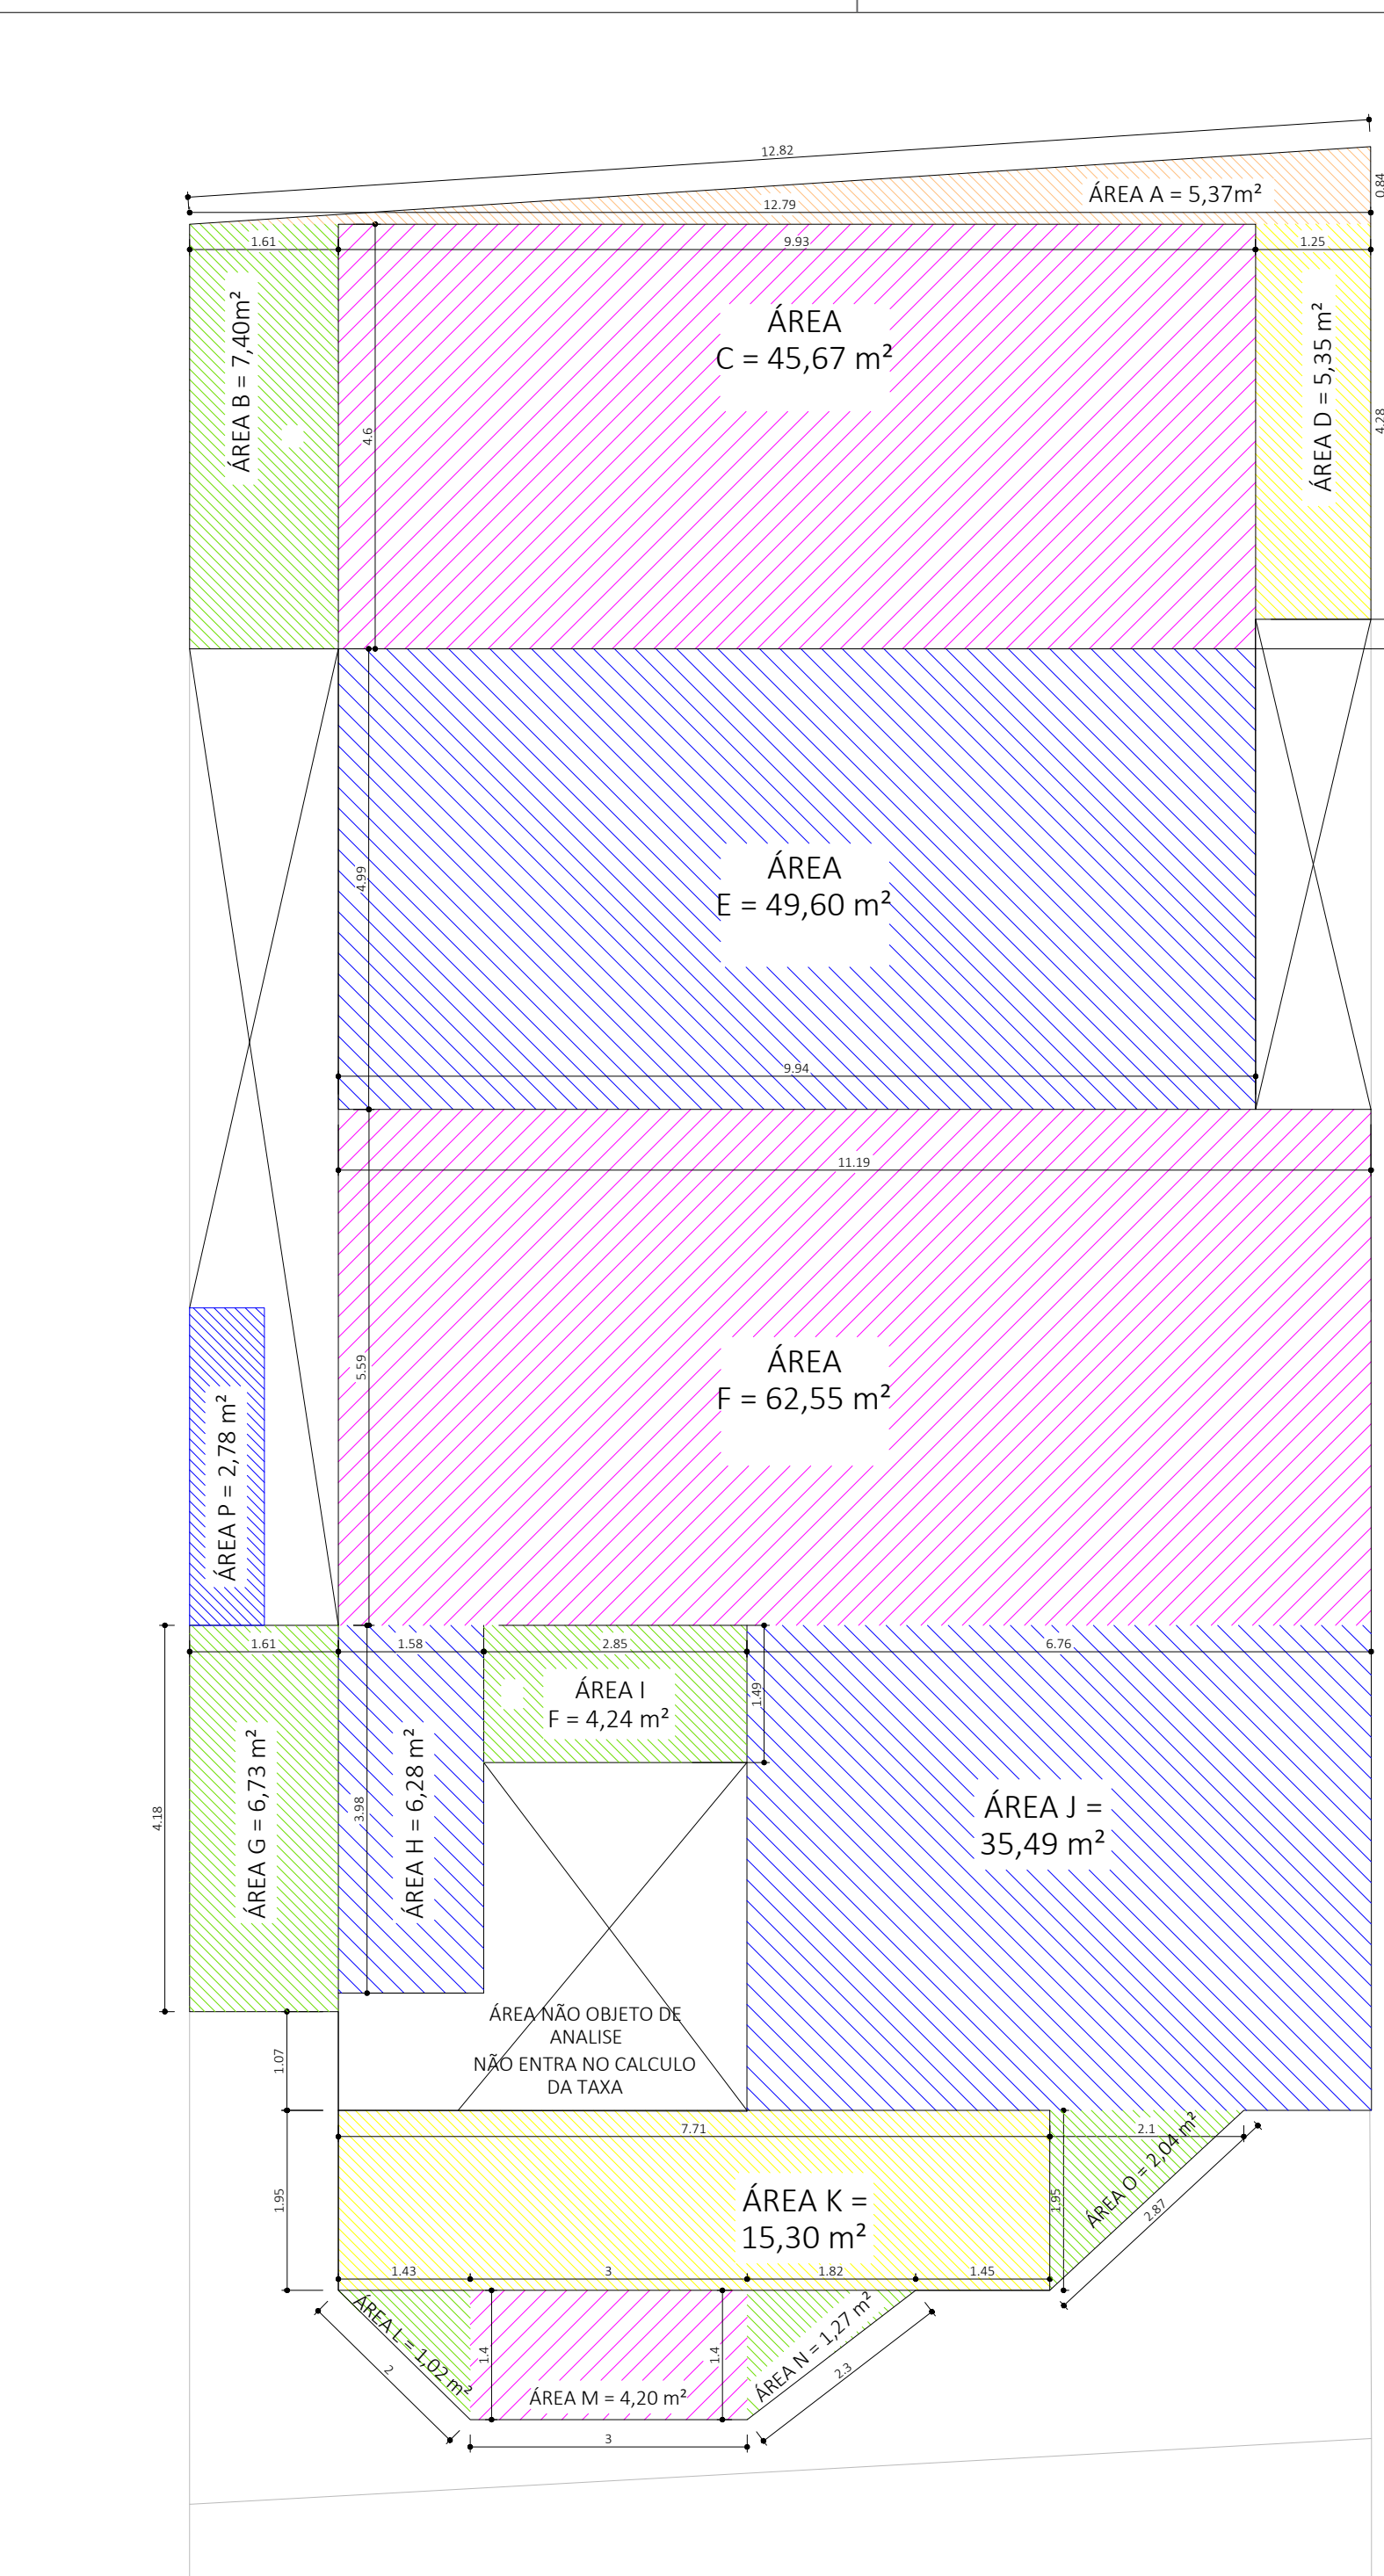 12.82
ÁREA A = 5,37m²
0.84
12.79
1.61
9.93
1.25
ÁREA B = 7,40m²
ÁREA
C = 45,67 m²
ÁREA D = 5,35 m²
4.28
4.6
ÁREA
E = 49,60 m²
4.99
9.94
11.19
ÁREA
F = 62,55 m²
5.59
ÁREA P = 2,78 m²
1.61
1.58
2.85
6.76
1.49
ÁREA I
F = 4,24 m²
ÁREA G = 6,73 m²
ÁREA H = 6,28 m²
4.18
3.98
ÁREA J =
35,49 m²
ÁREA NÃO OBJETO DE
ANALISE
NÃO ENTRA NO CALCULO
DA TAXA
1.07
7.71
2.1
1.95
ÁREA K =
15,30 m²
1.95
ÁREA O = 2,04 m²
2.87
1.43
3
1.82
1.45
ÁREA L = 1,02 m²
2
1.4
1.4
ÁREA M = 4,20 m²
ÁREA N = 1,27 m²
2.3
3